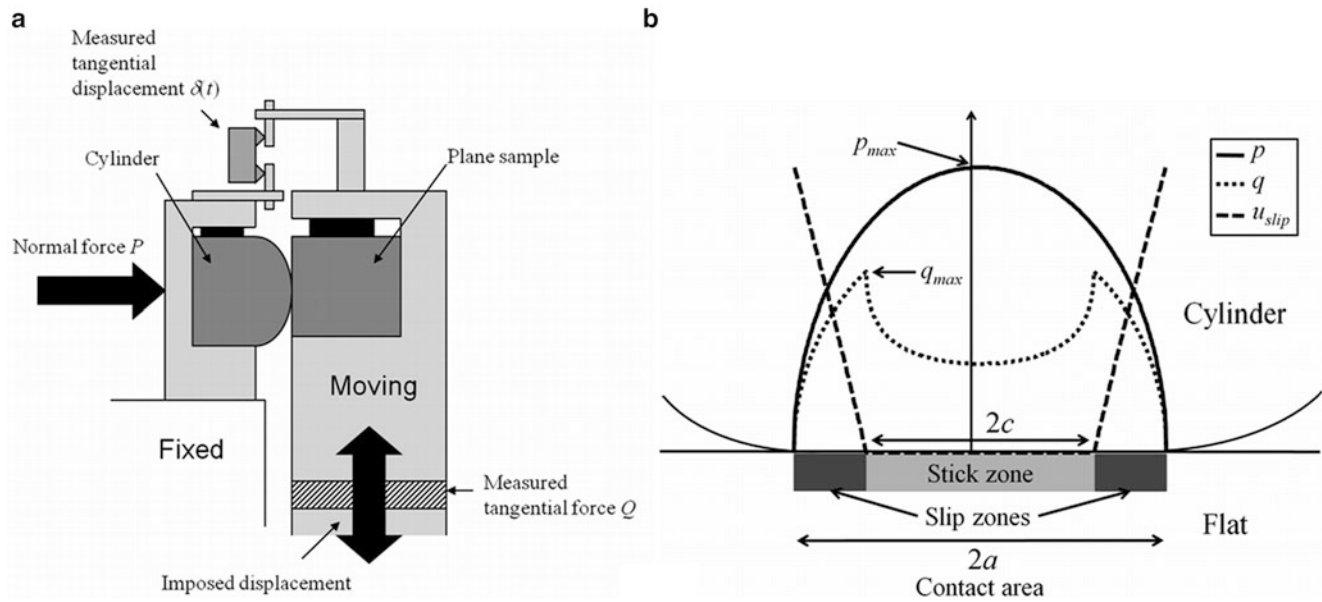 a
Measured
tangential
displacement δ(t)
Cylinder
Plane sample
Normal force P
Moving
Fixed
Measured
tangential force Q
Imposed displacement
b
p
q
u_slip
p_max
q_max
Cylinder
2c
Stick zone
Slip zones
Flat
2a
Contact area